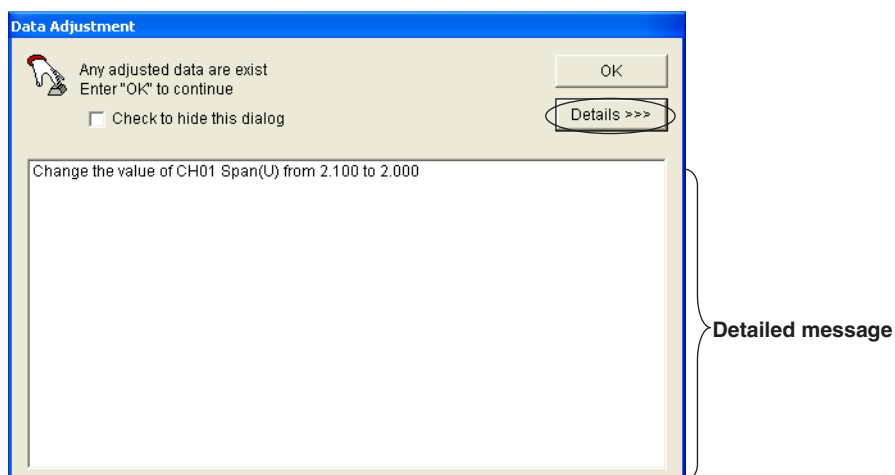 Data Adjustment
Any adjusted data are exist
Enter "OK" to continue
Check to hide this dialog
OK
Details >>>
Change the value of CH01 Span(U) from 2.100 to 2.000
Detailed message